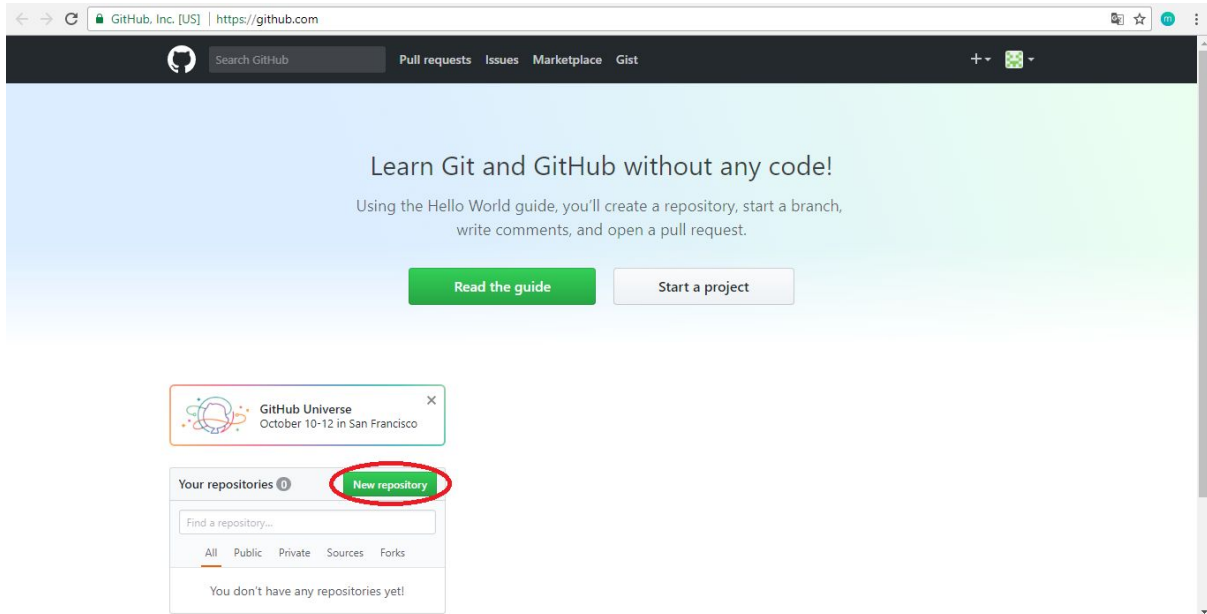 GitHub, Inc. [US] | https://github.com
Search GitHub
Pull requests Issues Marketplace Gist
Learn Git and GitHub without any code!
Using the Hello World guide, you'll create a repository, start a branch,
write comments, and open a pull request.
Read the guide
Start a project
GitHub Universe
October 10-12 in San Francisco
Your repositories 0
New repository
Find a repository...
All Public Private Sources Forks
You don't have any repositories yet!